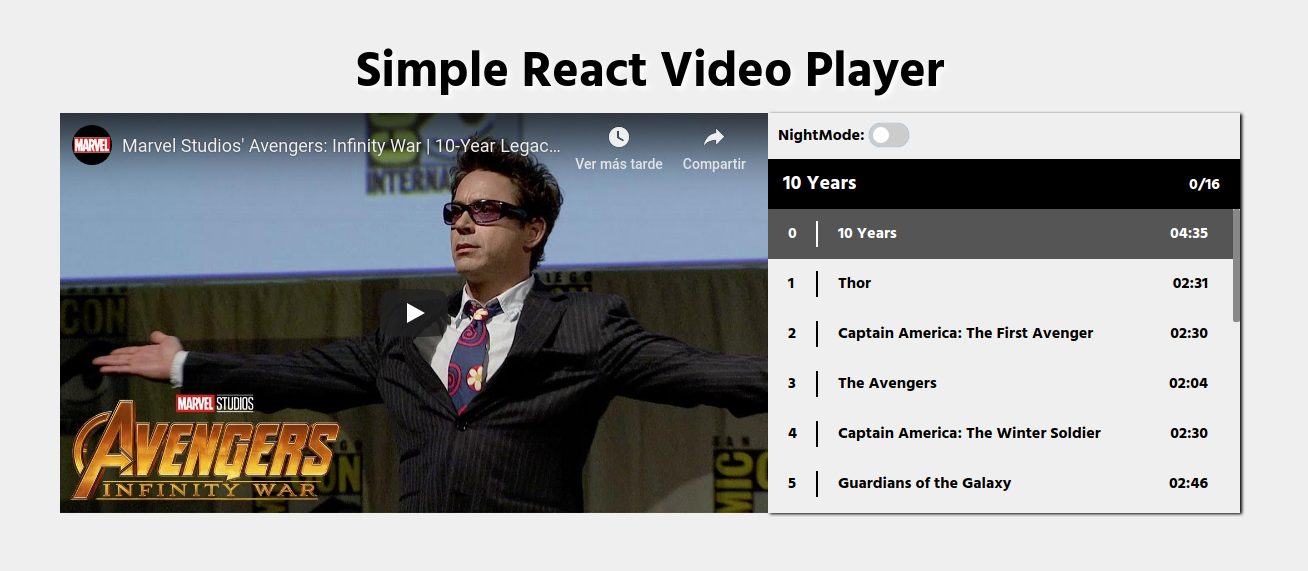 Simple React Video Player
MARVEL
Marvel Studios' Avengers: Infinity War | 10-Year Legac...
Ver más tarde
Compartir
INTERNA
CON
MARVEL STUDIOS
AVENGERS
INFINITY WAR
NightMode:
10 Years 0/16
0 10 Years 04:35
1 Thor 02:31
2 Captain America: The First Avenger 02:30
3 The Avengers 02:04
4 Captain America: The Winter Soldier 02:30
5 Guardians of the Galaxy 02:46